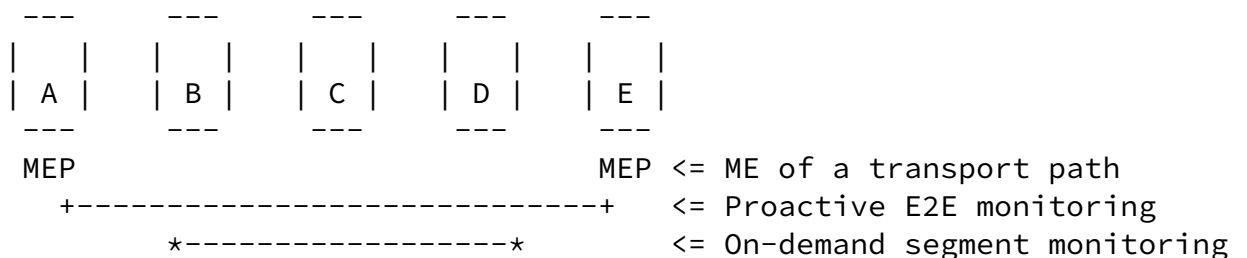 ---     ---     ---     ---     ---
|   |   |   |   |   |   |   |   |   |
| A |   | B |   | C |   | D |   | E |
 ---     ---     ---     ---     ---
 MEP                             MEP <= ME of a transport path
   +-----------------------------+   <= Proactive E2E monitoring
         *------------------*        <= On-demand segment monitoring